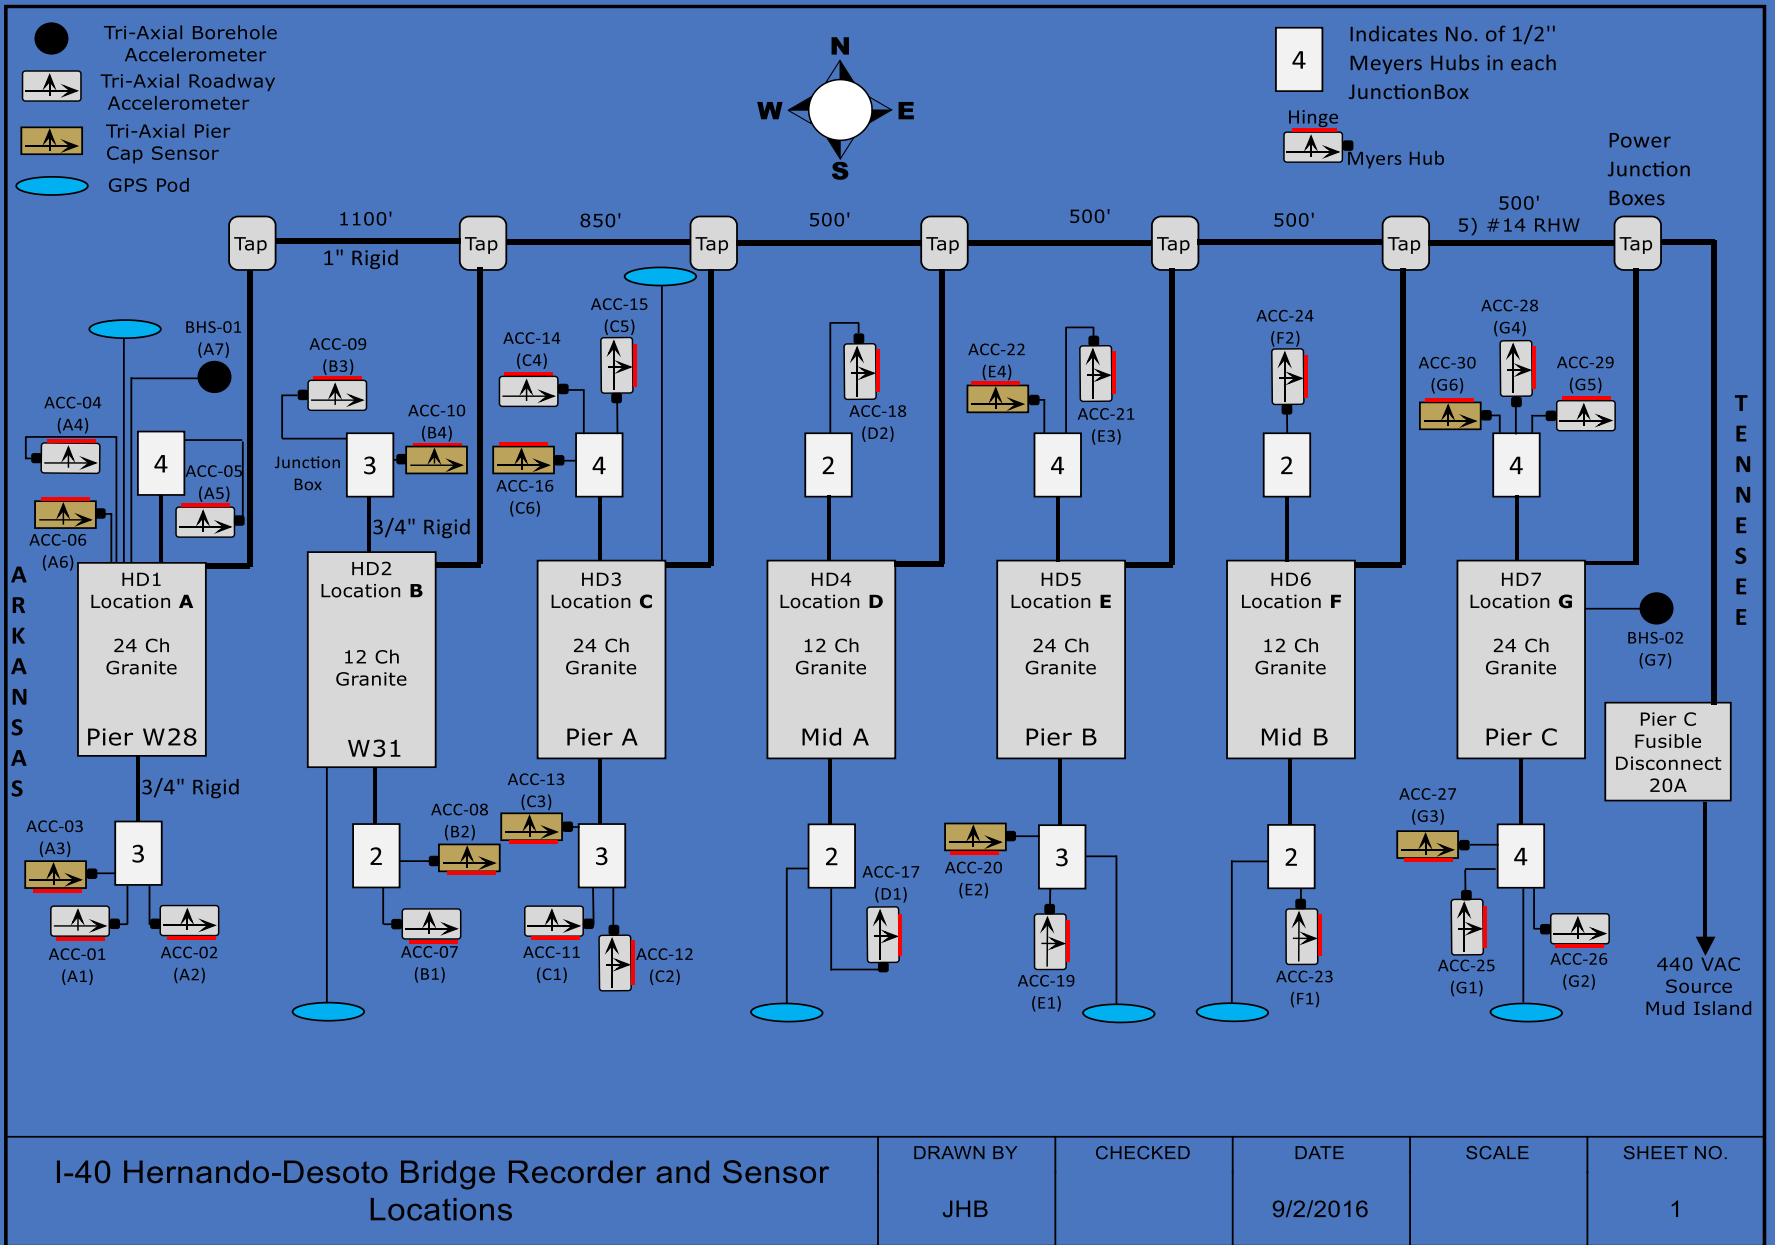 Tri-Axial Borehole
Accelerometer
Tri-Axial Roadway
Accelerometer
Tri-Axial Pier
Cap Sensor
GPS Pod
N
W
E
S
4
Indicates No. of 1/2''
Meyers Hubs in each
JunctionBox
Hinge
Myers Hub
Power
Junction
Boxes
Tap
1100'
1" Rigid
Tap
850'
Tap
500'
Tap
500'
Tap
500'
Tap
500'
5) #14 RHW
Tap
ARKANSAS
TENNESEE
BHS-01
(A7)
ACC-04
(A4)
4
ACC-05
(A5)
ACC-06
(A6)
HD1
Location A
24 Ch
Granite
Pier W28
3/4" Rigid
ACC-03
(A3)
3
ACC-01
(A1)
ACC-02
(A2)
ACC-09
(B3)
ACC-10
(B4)
Junction
Box
3
3/4" Rigid
HD2
Location B
12 Ch
Granite
W31
2
ACC-08
(B2)
ACC-07
(B1)
ACC-15
(C5)
ACC-14
(C4)
4
ACC-16
(C6)
HD3
Location C
24 Ch
Granite
Pier A
ACC-13
(C3)
3
ACC-11
(C1)
ACC-12
(C2)
ACC-18
(D2)
2
HD4
Location D
12 Ch
Granite
Mid A
2
ACC-17
(D1)
ACC-22
(E4)
ACC-21
(E3)
4
HD5
Location E
24 Ch
Granite
Pier B
3
ACC-20
(E2)
ACC-19
(E1)
ACC-24
(F2)
2
HD6
Location F
12 Ch
Granite
Mid B
2
ACC-23
(F1)
ACC-28
(G4)
ACC-30
(G6)
ACC-29
(G5)
4
HD7
Location G
24 Ch
Granite
Pier C
BHS-02
(G7)
ACC-27
(G3)
4
ACC-25
(G1)
ACC-26
(G2)
Pier C
Fusible
Disconnect
20A
440 VAC
Source
Mud Island
I-40 Hernando-Desoto Bridge Recorder and Sensor
Locations
DRAWN BY
JHB
CHECKED
DATE
9/2/2016
SCALE
SHEET NO.
1